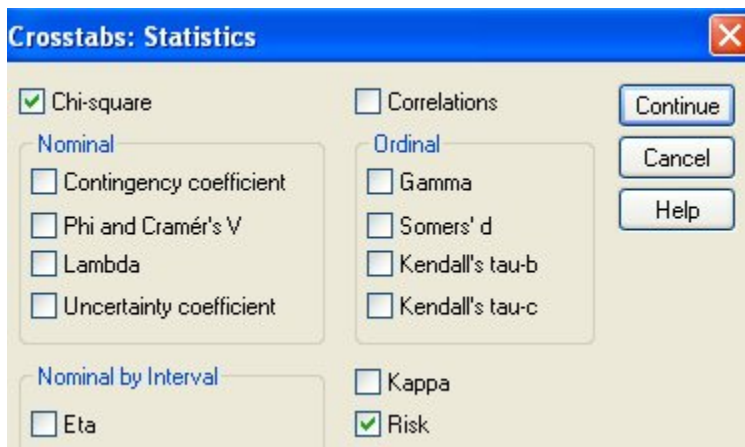 Crosstabs: Statistics
Chi-square
Correlations
Continue
Nominal
Ordinal
Cancel
Contingency coefficient
Gamma
Help
Phi and Cramér's V
Somers' d
Lambda
Kendall's tau-b
Uncertainty coefficient
Kendall's tau-c
Nominal by Interval
Kappa
Eta
Risk